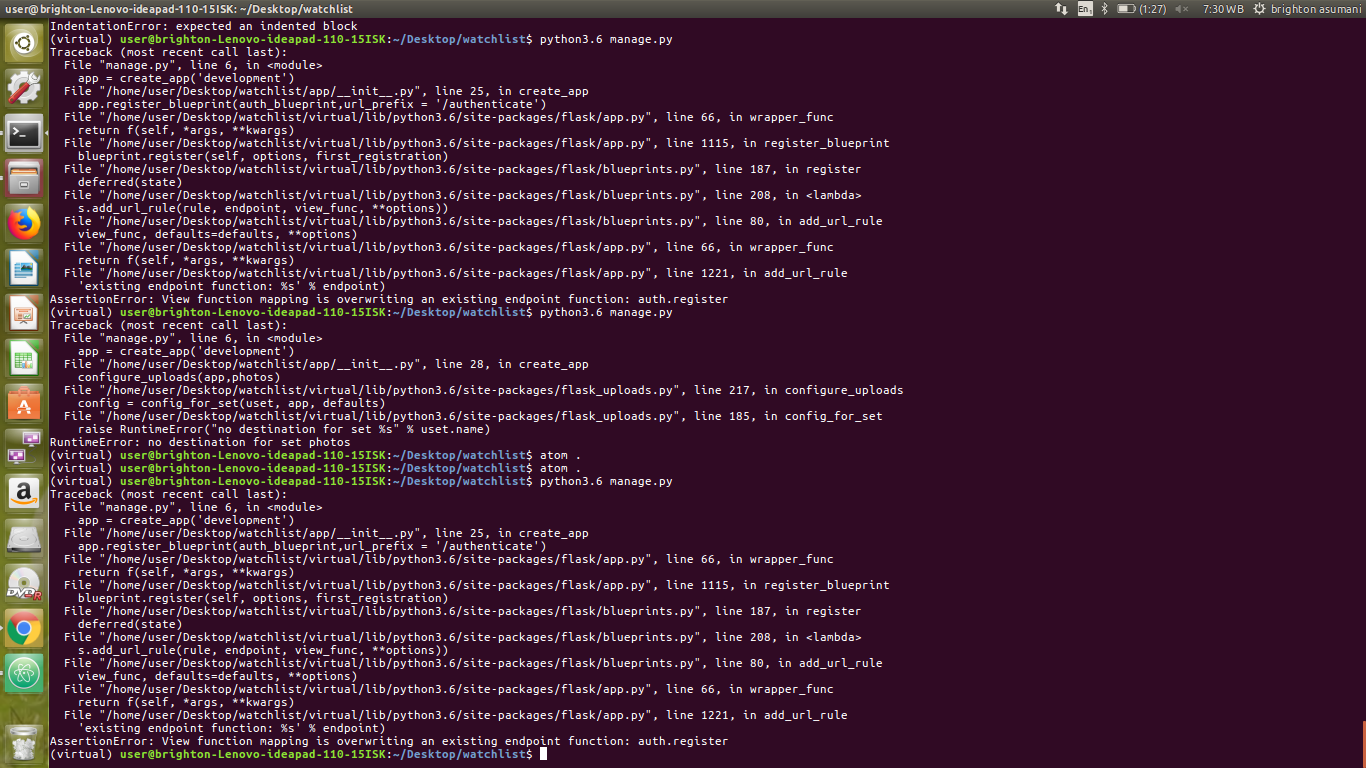 user@brighton-Lenovo-ideapad-110-15ISK: ~/Desktop/watchlist
En
(1:27)
7:30 WB
brighton asumani
IndentationError: expected an indented block
(virtual) user@brighton-Lenovo-ideapad-110-15ISK:~/Desktop/watchlist$ python3.6 manage.py
Traceback (most recent call last):
  File "manage.py", line 6, in <module>
    app = create_app('development')
  File "/home/user/Desktop/watchlist/app/__init__.py", line 25, in create_app
    app.register_blueprint(auth_blueprint,url_prefix = '/authenticate')
  File "/home/user/Desktop/watchlist/virtual/lib/python3.6/site-packages/flask/app.py", line 66, in wrapper_func
    return f(self, *args, **kwargs)
  File "/home/user/Desktop/watchlist/virtual/lib/python3.6/site-packages/flask/app.py", line 1115, in register_blueprint
    blueprint.register(self, options, first_registration)
  File "/home/user/Desktop/watchlist/virtual/lib/python3.6/site-packages/flask/blueprints.py", line 187, in register
    deferred(state)
  File "/home/user/Desktop/watchlist/virtual/lib/python3.6/site-packages/flask/blueprints.py", line 208, in <lambda>
    s.add_url_rule(rule, endpoint, view_func, **options))
  File "/home/user/Desktop/watchlist/virtual/lib/python3.6/site-packages/flask/blueprints.py", line 80, in add_url_rule
    view_func, defaults=defaults, **options)
  File "/home/user/Desktop/watchlist/virtual/lib/python3.6/site-packages/flask/app.py", line 66, in wrapper_func
    return f(self, *args, **kwargs)
  File "/home/user/Desktop/watchlist/virtual/lib/python3.6/site-packages/flask/app.py", line 1221, in add_url_rule
    'existing endpoint function: %s' % endpoint)
AssertionError: View function mapping is overwriting an existing endpoint function: auth.register
(virtual) user@brighton-Lenovo-ideapad-110-15ISK:~/Desktop/watchlist$ python3.6 manage.py
Traceback (most recent call last):
  File "manage.py", line 6, in <module>
    app = create_app('development')
  File "/home/user/Desktop/watchlist/app/__init__.py", line 28, in create_app
    configure_uploads(app,photos)
  File "/home/user/Desktop/watchlist/virtual/lib/python3.6/site-packages/flask_uploads.py", line 217, in configure_uploads
    config = config_for_set(uset, app, defaults)
  File "/home/user/Desktop/watchlist/virtual/lib/python3.6/site-packages/flask_uploads.py", line 185, in config_for_set
    raise RuntimeError("no destination for set %s" % uset.name)
RuntimeError: no destination for set photos
(virtual) user@brighton-Lenovo-ideapad-110-15ISK:~/Desktop/watchlist$ atom .
(virtual) user@brighton-Lenovo-ideapad-110-15ISK:~/Desktop/watchlist$ atom .
(virtual) user@brighton-Lenovo-ideapad-110-15ISK:~/Desktop/watchlist$ python3.6 manage.py
Traceback (most recent call last):
  File "manage.py", line 6, in <module>
    app = create_app('development')
  File "/home/user/Desktop/watchlist/app/__init__.py", line 25, in create_app
    app.register_blueprint(auth_blueprint,url_prefix = '/authenticate')
  File "/home/user/Desktop/watchlist/virtual/lib/python3.6/site-packages/flask/app.py", line 66, in wrapper_func
    return f(self, *args, **kwargs)
  File "/home/user/Desktop/watchlist/virtual/lib/python3.6/site-packages/flask/app.py", line 1115, in register_blueprint
    blueprint.register(self, options, first_registration)
  File "/home/user/Desktop/watchlist/virtual/lib/python3.6/site-packages/flask/blueprints.py", line 187, in register
    deferred(state)
  File "/home/user/Desktop/watchlist/virtual/lib/python3.6/site-packages/flask/blueprints.py", line 208, in <lambda>
    s.add_url_rule(rule, endpoint, view_func, **options))
  File "/home/user/Desktop/watchlist/virtual/lib/python3.6/site-packages/flask/blueprints.py", line 80, in add_url_rule
    view_func, defaults=defaults, **options)
  File "/home/user/Desktop/watchlist/virtual/lib/python3.6/site-packages/flask/app.py", line 66, in wrapper_func
    return f(self, *args, **kwargs)
  File "/home/user/Desktop/watchlist/virtual/lib/python3.6/site-packages/flask/app.py", line 1221, in add_url_rule
    'existing endpoint function: %s' % endpoint)
AssertionError: View function mapping is overwriting an existing endpoint function: auth.register
(virtual) user@brighton-Lenovo-ideapad-110-15ISK:~/Desktop/watchlist$